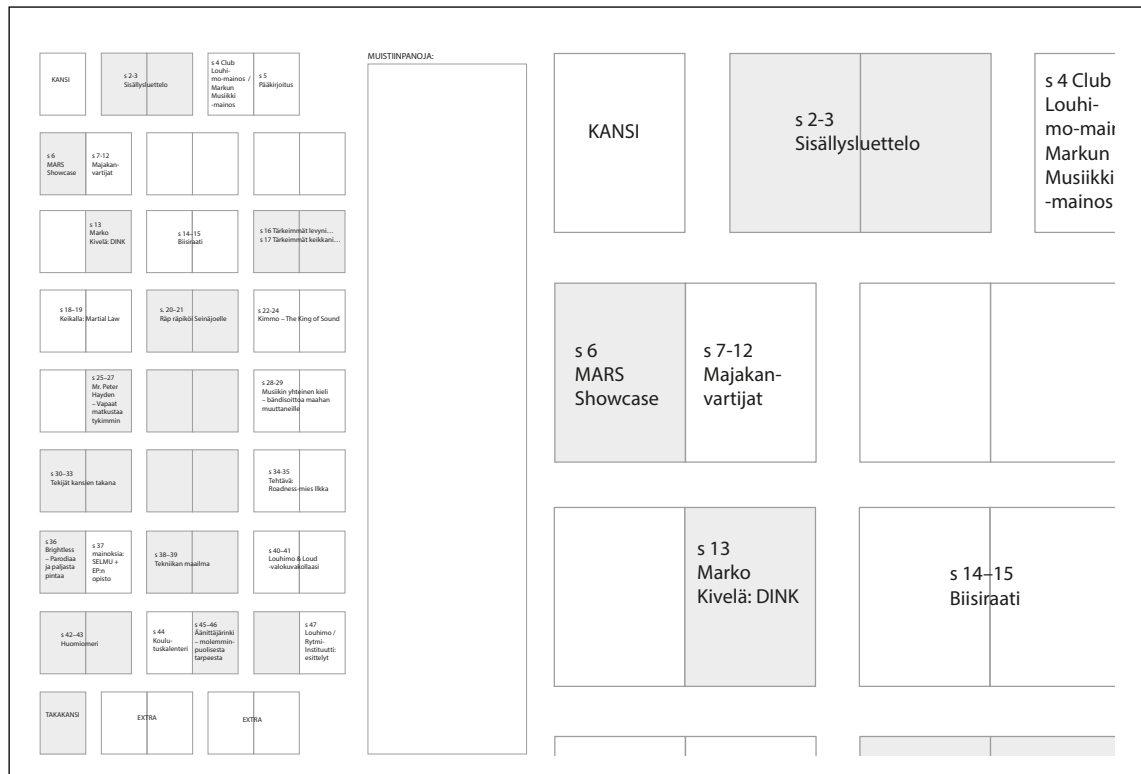 KANSI
s 2-3
Sisällysluettelo
s 4 Club
Louhi-
mo-mainos /
Markun
Musiikki
-mainos
s 5
Pääkirjoitus
s 6
MARS
Showcase
s 7-12
Majakan-
vartijat
s 13
Marko
Kivelä: DINK
s 14–15
Biisiraati
s 16 Tärkeimmät levyni…
s 17 Tärkeimmät keikkani…
s 18–19
Keikalla: Martial Law
s. 20–21
Räp räpiköi Seinäjoelle
s 22-24
Kimmo – The King of Sound
s 25–27
Mr. Peter
Hayden
– Vapaat
matkustaa
tykimmin
s 28-29
Musiikin yhteinen kieli
– bändisoittoa maahan
muuttaneille
s 30–33
Tekijät kansien takana
s 34-35
Tehtävä:
Roadness-mies Ilkka
s 36
Brightless
– Parodiaa
ja paljasta
pintaa
s 37
mainoksia:
SELMU +
EP:n
opisto
s 38–39
Tekniikan maailma
s 40–41
Louhimo & Loud
-valokuvakollaasi
s 42–43
Huomiomeri
s 44
Koulu-
tuskalenteri
s 45–46
Äänittäjärinki
– molemmin-
puolisesta
tarpeesta
s 47
Louhimo /
Rytmi-
Instituutti:
esittelyt
TAKAKANSI
EXTRA
EXTRA
MUISTIINPANOJA:
KANSI
s 2-3
Sisällysluettelo
s 4 Club
Louhi-
mo-mai
Markun
Musiikki
-mainos
s 6
MARS
Showcase
s 7-12
Majakan-
vartijat
s 13
Marko
Kivelä: DINK
s 14–15
Biisiraati